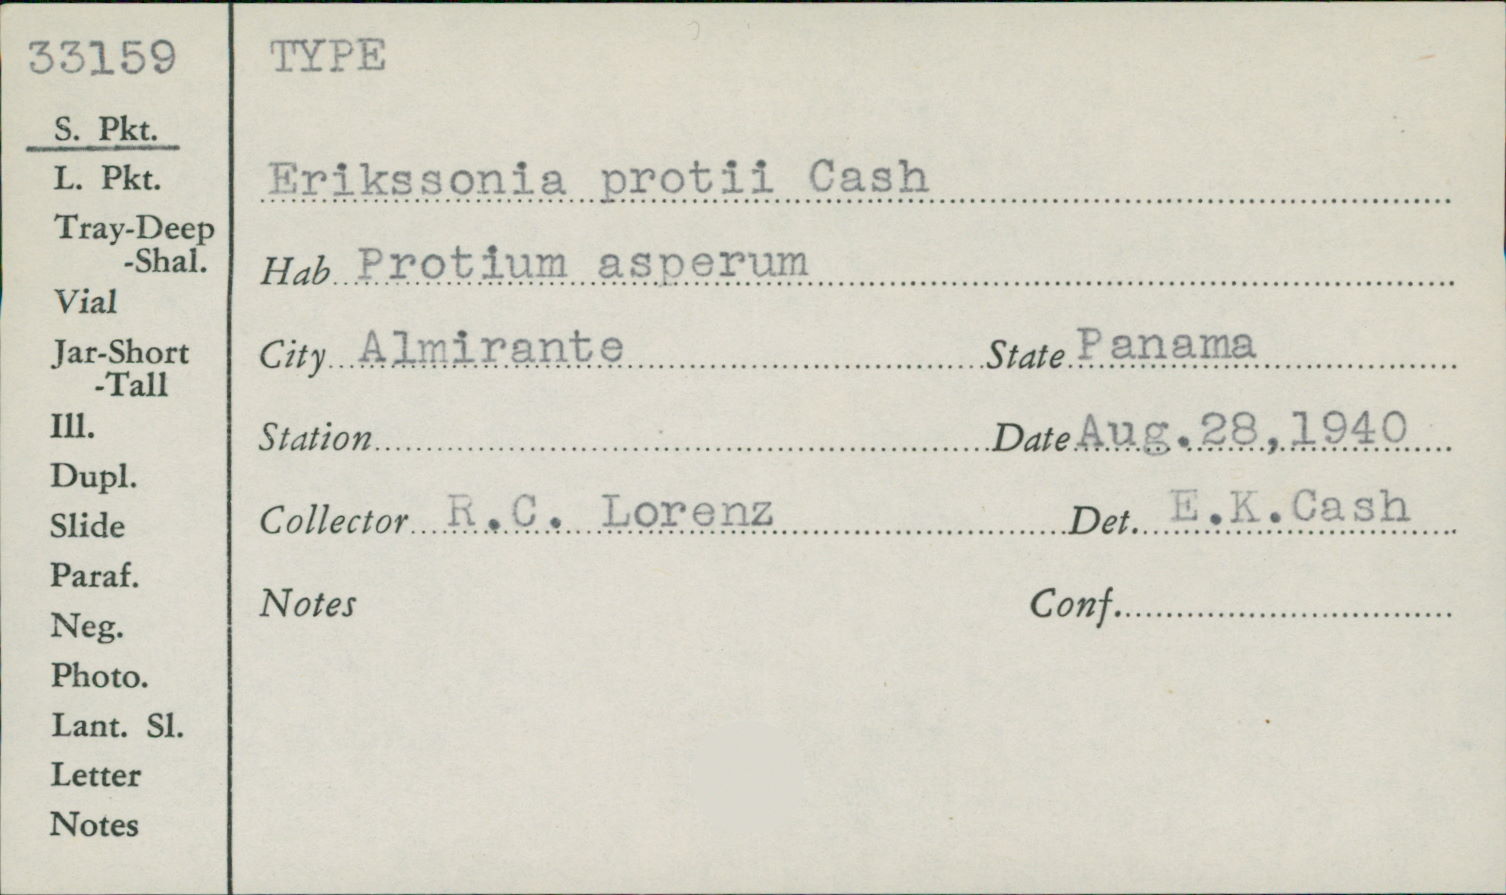 33159
S. Pkt.
L. Pkt.
Tray-Deep
-Shal.
Vial
Jar-Short
-Tall
Ill.
Dupl.
Slide
Paraf.
Neg.
Photo.
Lant. Sl.
Letter
Notes
TYPE
Erikssonia protii Cash
Hab Protium asperum
City Almirante State Panama
Station Date Aug.28,1940
Collector R.C. Lorenz Det. E.K.Cash
Notes Conf.